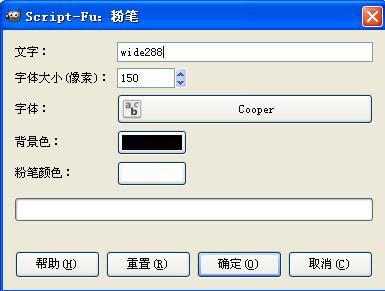 Script-Fu: 粉笔
文字： wide288
字体大小(像素)： 150
字体： abc Cooper
背景色：
粉笔颜色：
帮助(H) 重置(R) 确定(O) 取消(C)